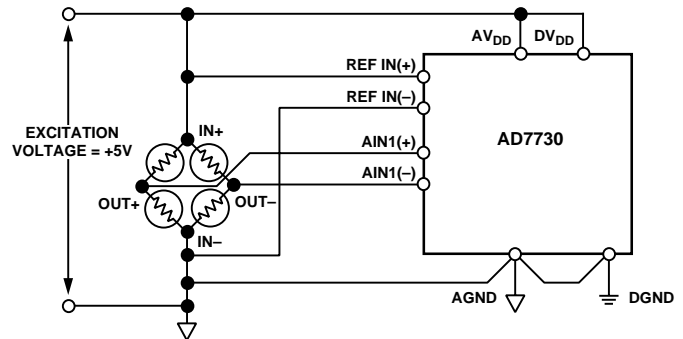 AVDD DVDD
REF IN(+)
REF IN(–)
EXCITATION
VOLTAGE = +5V
IN+
AD7730
AIN1(+)
AIN1(–)
OUT+
OUT–
IN–
AGND
DGND